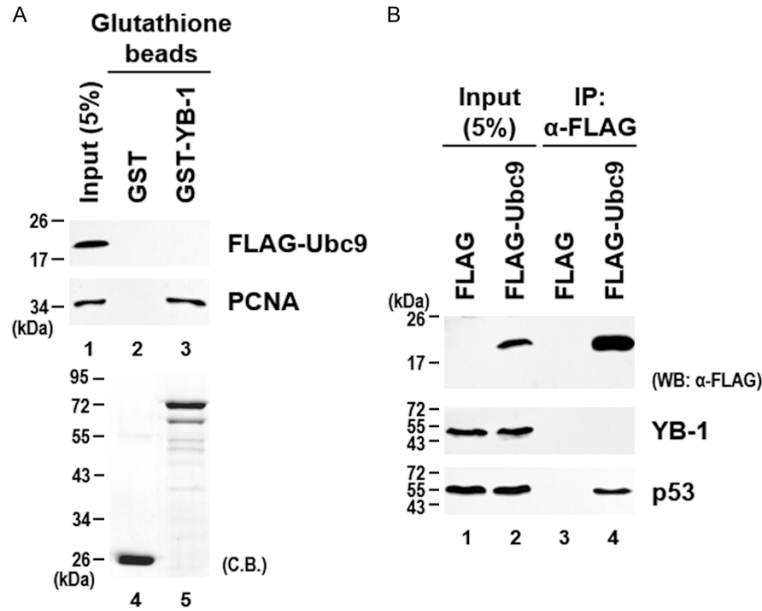 A
Glutathione
beads
Input (5%)
GST
GST-YB-1
26
17
FLAG-Ubc9
34
(kDa)
PCNA
1 2 3
95
72
55
43
34
26
(kDa)
(C.B.)
4 5
B
Input
(5%)
IP:
α-FLAG
FLAG
FLAG-Ubc9
FLAG
FLAG-Ubc9
(kDa)
26
17
(WB: α-FLAG)
72
55
43
YB-1
72
55
43
p53
1 2 3 4